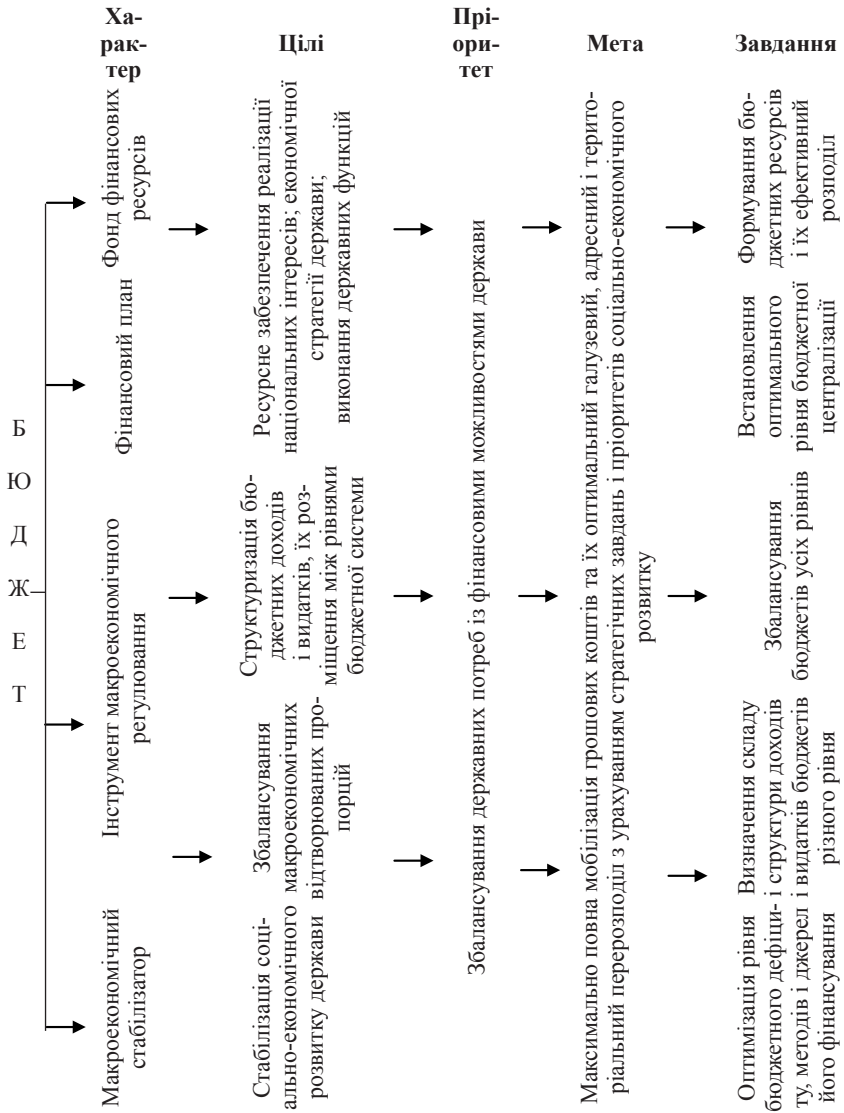 Ха-
рак-
тер
Цілі
Прі-
ори-
тет
Мета
Завдання
Б
Ю
Д
Ж
Е
Т
Макроекономічний
стабілізатор
Інструмент макроекономічного
регулювання
Фінансовий план
Фонд фінансових
ресурсів
Стабілізація соці-
ально-економічного
розвитку держави
Збалансування
макроекономічних
відтворюваних про-
порцій
Структуризація бю-
джетних доходів
і видатків, їх роз-
міщення між рівнями
бюджетної системи
Ресурсне забезпечення реалізації
національних інтересів; економічної
стратегії держави;
виконання державних функцій
Збалансування державних потреб із фінансовими можливостями держави
Максимально повна мобілізація грошових коштів та їх оптимальний галузевий, адресний і терито-
ріальний перерозподіл з урахуванням стратегічних завдань і пріоритетів соціально-економічного
розвитку
Оптимізація рівня
бюджетного дефіци-
ту, методів і джерел
його фінансування
Визначення складу
і структури доходів
і видатків бюджетів
різного рівня
Збалансування
бюджетів усіх рівнів
Встановлення
оптимального
рівня бюджетної
централізації
Формування бю-
джетних ресурсів
і їх ефективний
розподіл